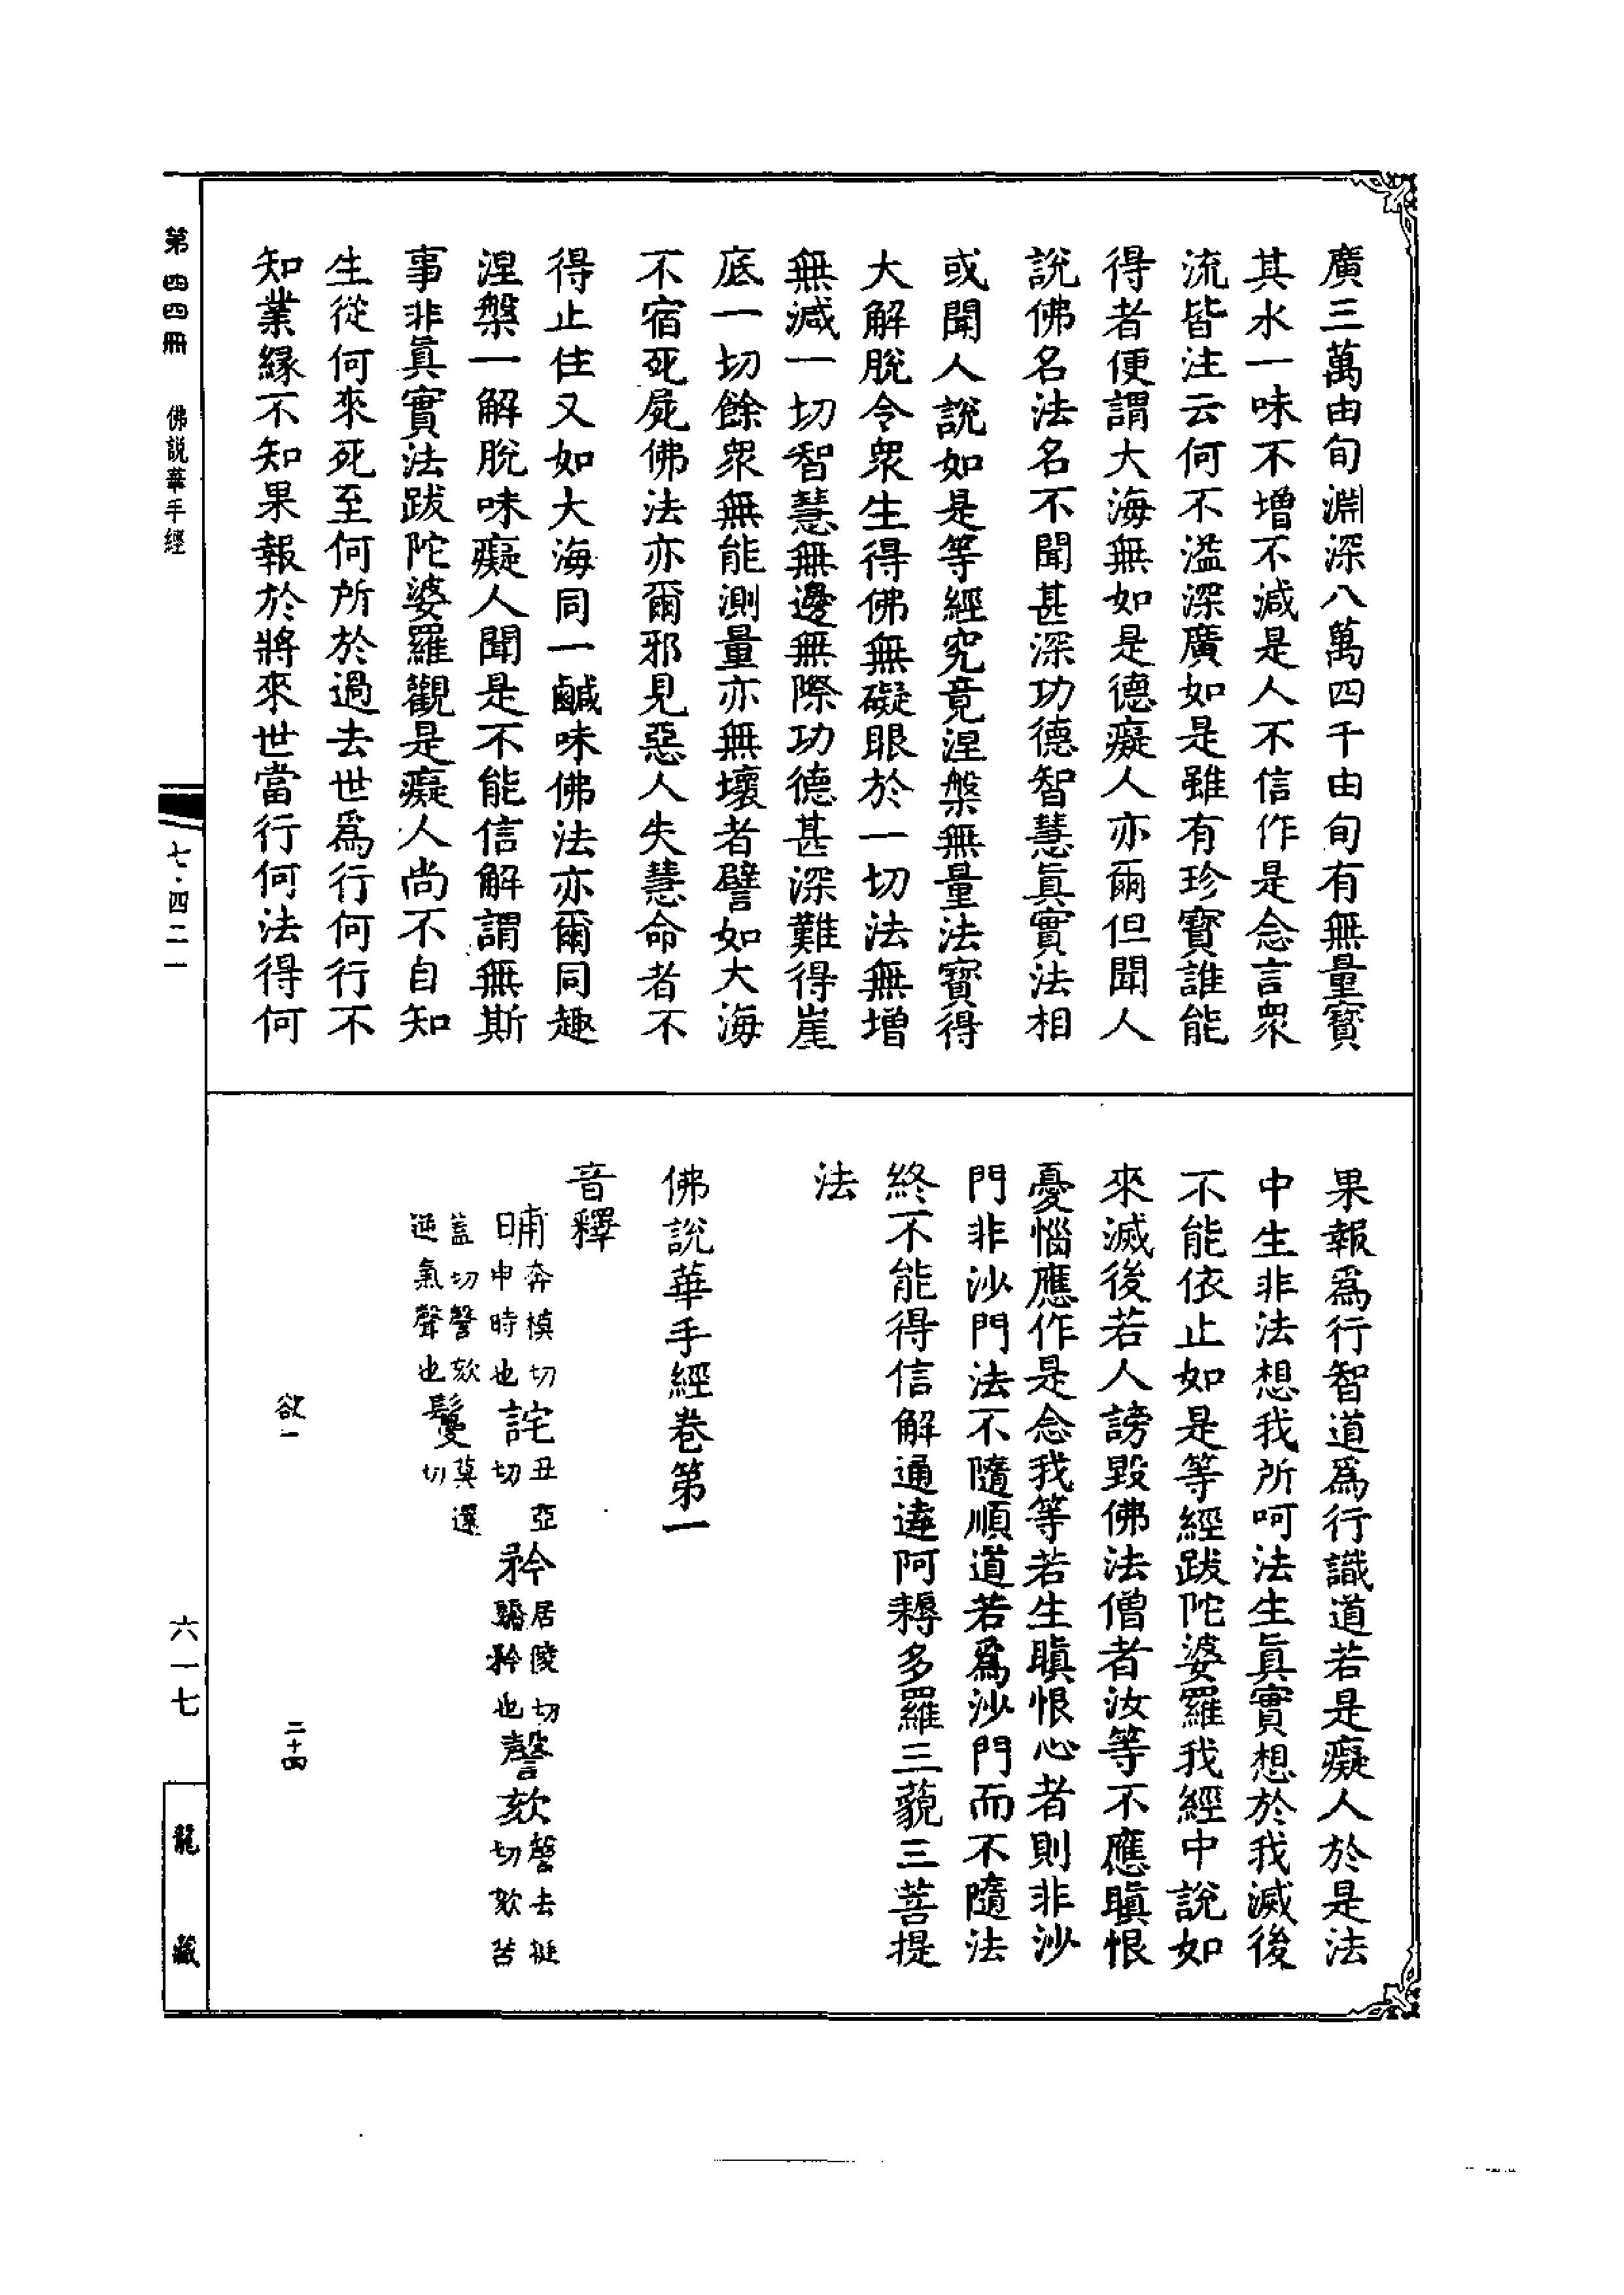 廣三萬由旬淵深八萬四千由旬有無量寶
其水一味不增不減是人不信作是念言衆
流皆注云何不溢深廣如是雖有珍寶誰能
得者便謂大海無如是德癡人亦爾但聞人
說佛名法名不聞甚深功德智慧眞實法相
或聞人說如是等經究竟涅槃無量法寶得
大解脫令衆生得佛無礙眼於一切法無增
無減一切智慧無邊無際功德甚深難得崖
底一切餘衆無能測量亦無壞者譬如大海
不宿死屍佛法亦爾邪見惡人失慧命者不
得止住又如大海同一鹹味佛法亦爾同趣
涅槃一解脫味癡人聞是不能信解謂無斯
事非眞實法跋陀婆羅觀是癡人尚不自知
生從何來死至何所於過去世爲行何行不
知業緣不知果報於將來世當行何法得何
果報爲行智道爲行識道若是癡人於是法
中生非法想我所呵法生眞實想於我滅後
不能依止如是等經跋陀婆羅我經中說如
來滅後若人謗毀佛法僧者汝等不應瞋恨
憂惱應作是念我等若生瞋恨心者則非沙
門非沙門法不隨順道若爲沙門而不隨法
終不能得信解通達阿耨多羅三藐三菩提
法
佛說華手經卷第一
音釋
晡奔模切申時也詫丑亞切矜居陵切驕矜也謦欬謦去挺切欬苦
蓋切謦欬逆氣聲也鬘莫還切
欲一
二十四
第四四冊
佛説華手經
七·四二一
六一七
龍藏